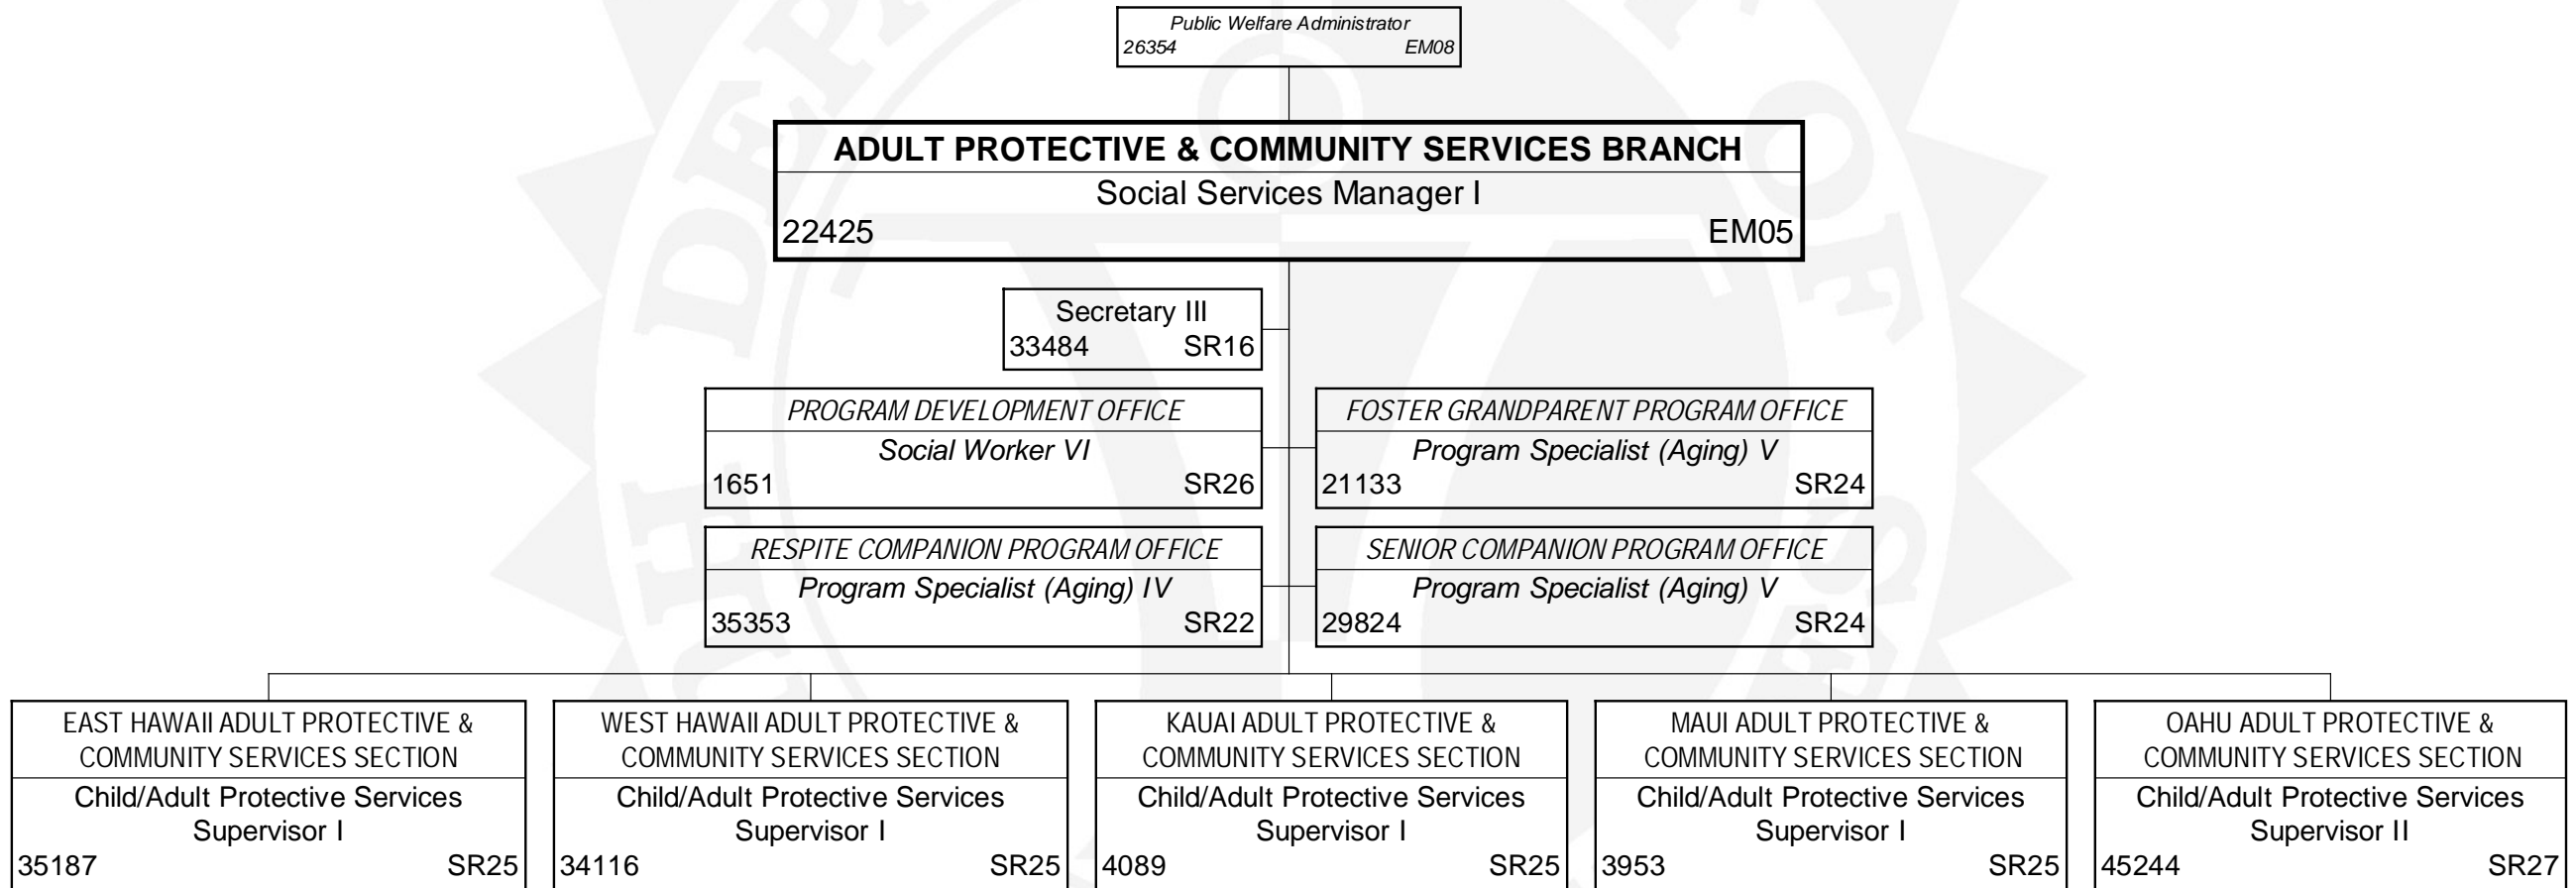 Public Welfare Administrator
26354 EM08
ADULT PROTECTIVE & COMMUNITY SERVICES BRANCH
Social Services Manager I
22425 EM05
Secretary III
33484 SR16
PROGRAM DEVELOPMENT OFFICE
Social Worker VI
1651 SR26
FOSTER GRANDPARENT PROGRAM OFFICE
Program Specialist (Aging) V
21133 SR24
RESPITE COMPANION PROGRAM OFFICE
Program Specialist (Aging) IV
35353 SR22
SENIOR COMPANION PROGRAM OFFICE
Program Specialist (Aging) V
29824 SR24
EAST HAWAII ADULT PROTECTIVE &
COMMUNITY SERVICES SECTION
Child/Adult Protective Services
Supervisor I
35187 SR25
WEST HAWAII ADULT PROTECTIVE &
COMMUNITY SERVICES SECTION
Child/Adult Protective Services
Supervisor I
34116 SR25
KAUAI ADULT PROTECTIVE &
COMMUNITY SERVICES SECTION
Child/Adult Protective Services
Supervisor I
4089 SR25
MAUI ADULT PROTECTIVE &
COMMUNITY SERVICES SECTION
Child/Adult Protective Services
Supervisor I
3953 SR25
OAHU ADULT PROTECTIVE &
COMMUNITY SERVICES SECTION
Child/Adult Protective Services
Supervisor II
45244 SR27